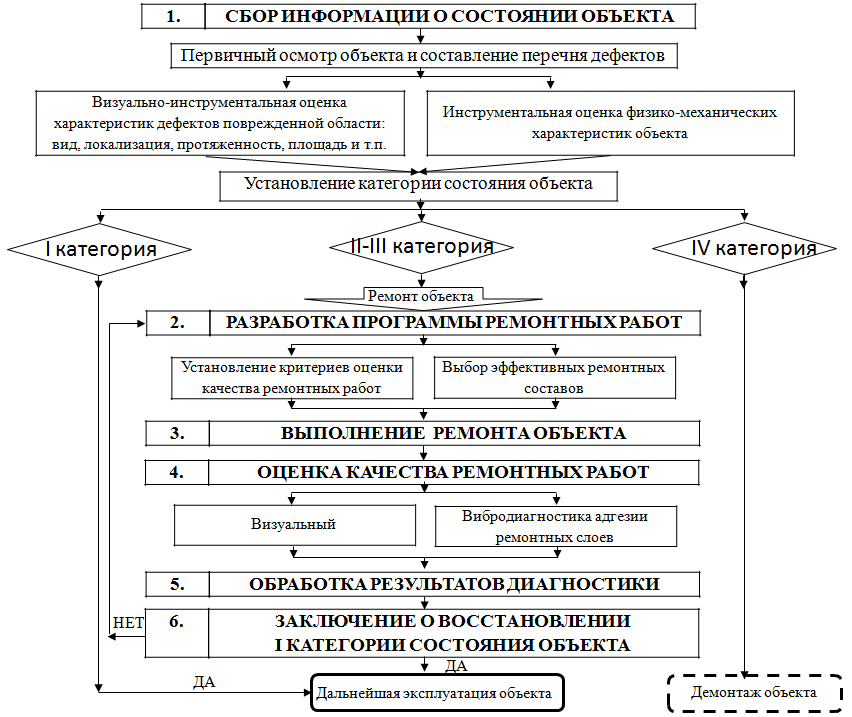 1. СБОР ИНФОРМАЦИИ О СОСТОЯНИИ ОБЪЕКТА
Первичный осмотр объекта и составление перечня дефектов
Визуально-инструментальная оценка
характеристик дефектов поврежденной области:
вид, локализация, протяженность, площадь и т.п.
Инструментальная оценка физико-механических
характеристик объекта
Установление категории состояния объекта
I категория
II-III категория
IV категория
Ремонт объекта
2. РАЗРАБОТКА ПРОГРАММЫ РЕМОНТНЫХ РАБОТ
Установление критериев оценки
качества ремонтных работ
Выбор эффективных ремонтных
составов
3. ВЫПОЛНЕНИЕ РЕМОНТА ОБЪЕКТА
4. ОЦЕНКА КАЧЕСТВА РЕМОНТНЫХ РАБОТ
Визуальный
Вибродиагностика адгезии
ремонтных слоев
5. ОБРАБОТКА РЕЗУЛЬТАТОВ ДИАГНОСТИКИ
6. ЗАКЛЮЧЕНИЕ О ВОССТАНОВЛЕНИИ
I КАТЕГОРИИ СОСТОЯНИЯ ОБЪЕКТА
НЕТ
ДА
ДА
Дальнейшая эксплуатация объекта
Демонтаж объекта